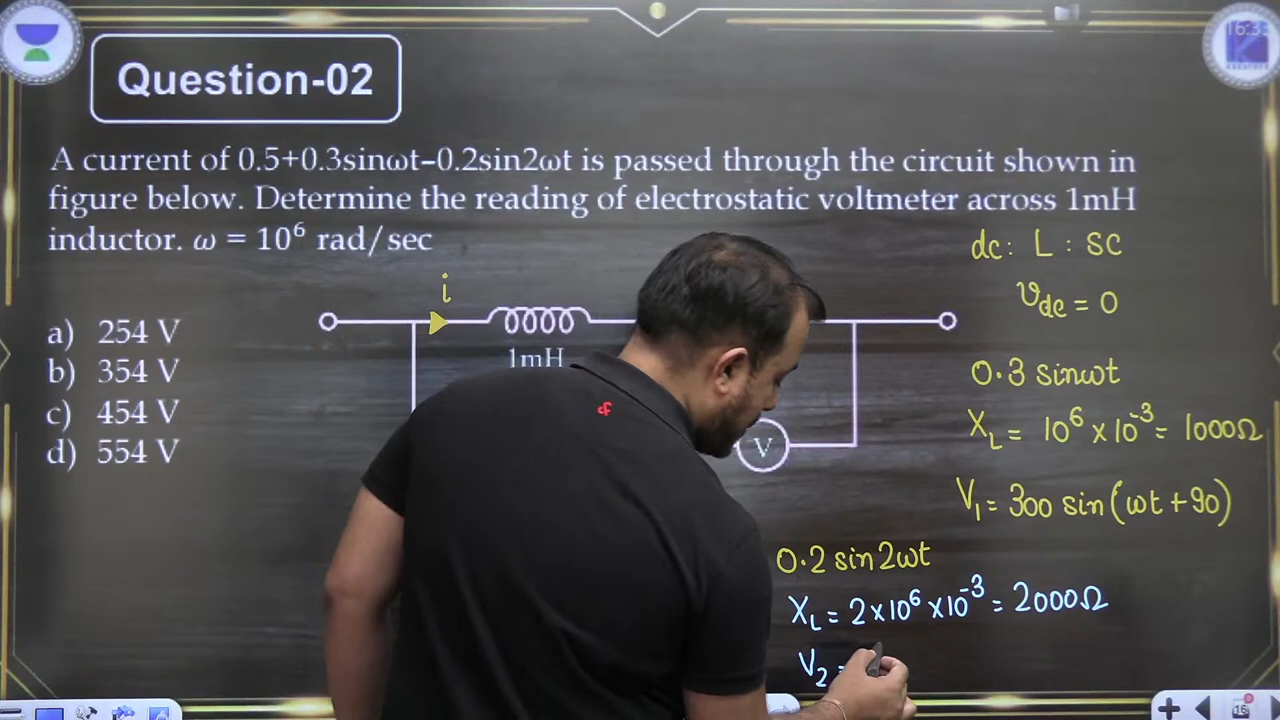 Question-02
16:33
A current of 0.5+0.3sinωt–0.2sin2ωt is passed through the circuit shown in
figure below. Determine the reading of electrostatic voltmeter across 1mH
inductor. ω = 10⁶ rad/sec
a) 254 V
b) 354 V
c) 454 V
d) 554 V
i
1mH
V
dc: L : SC
V_dc = 0
0.3 sinωt
X_L = 10⁶ ×10⁻³ = 1000Ω
V₁ = 300 sin(ωt +90)
0.2 sin2ωt
X_L = 2×10⁶ ×10⁻³ = 2000Ω
V₂ =
16